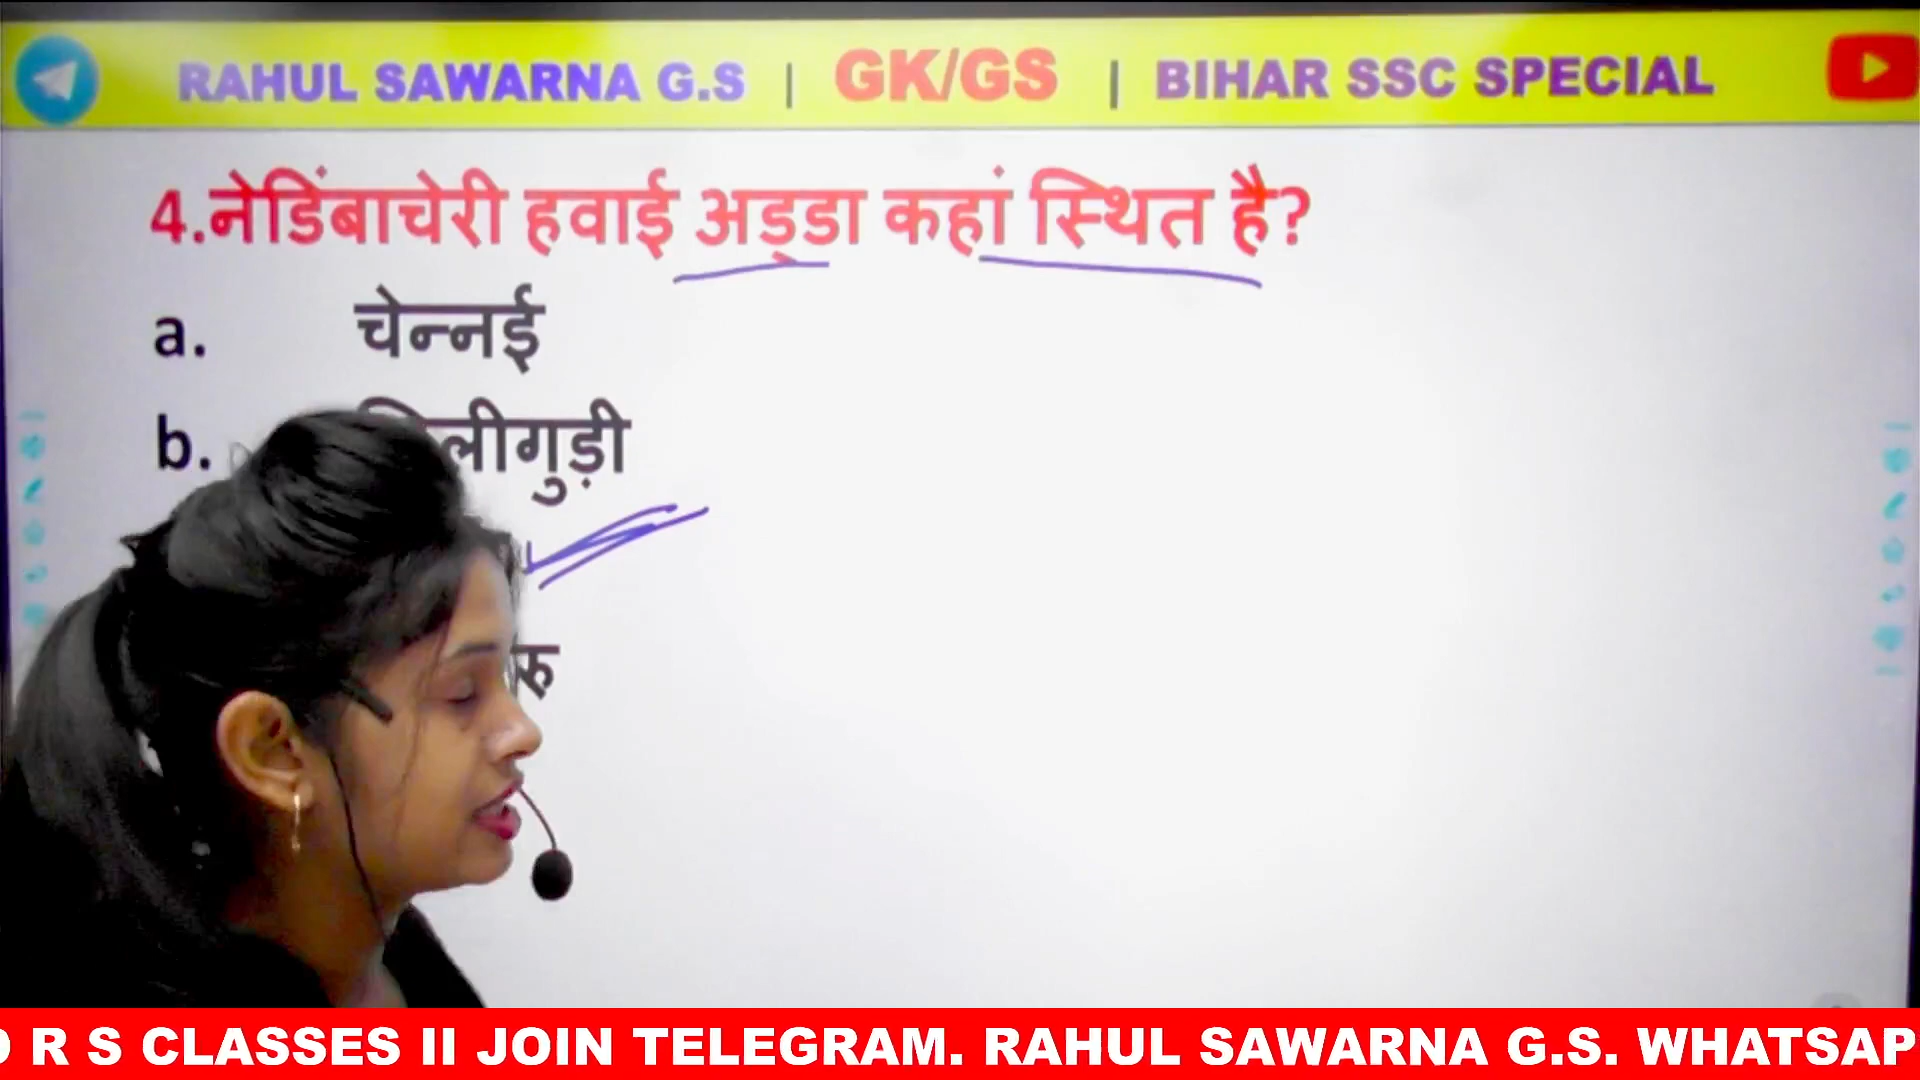 RAHUL SAWARNA G.S | GK/GS | BIHAR SSC SPECIAL
4.नेडिंबाचेरी हवाई अड्डा कहां स्थित है?
a. चेन्नई
b.
R S CLASSES II JOIN TELEGRAM. RAHUL SAWARNA G.S. WHATSAP